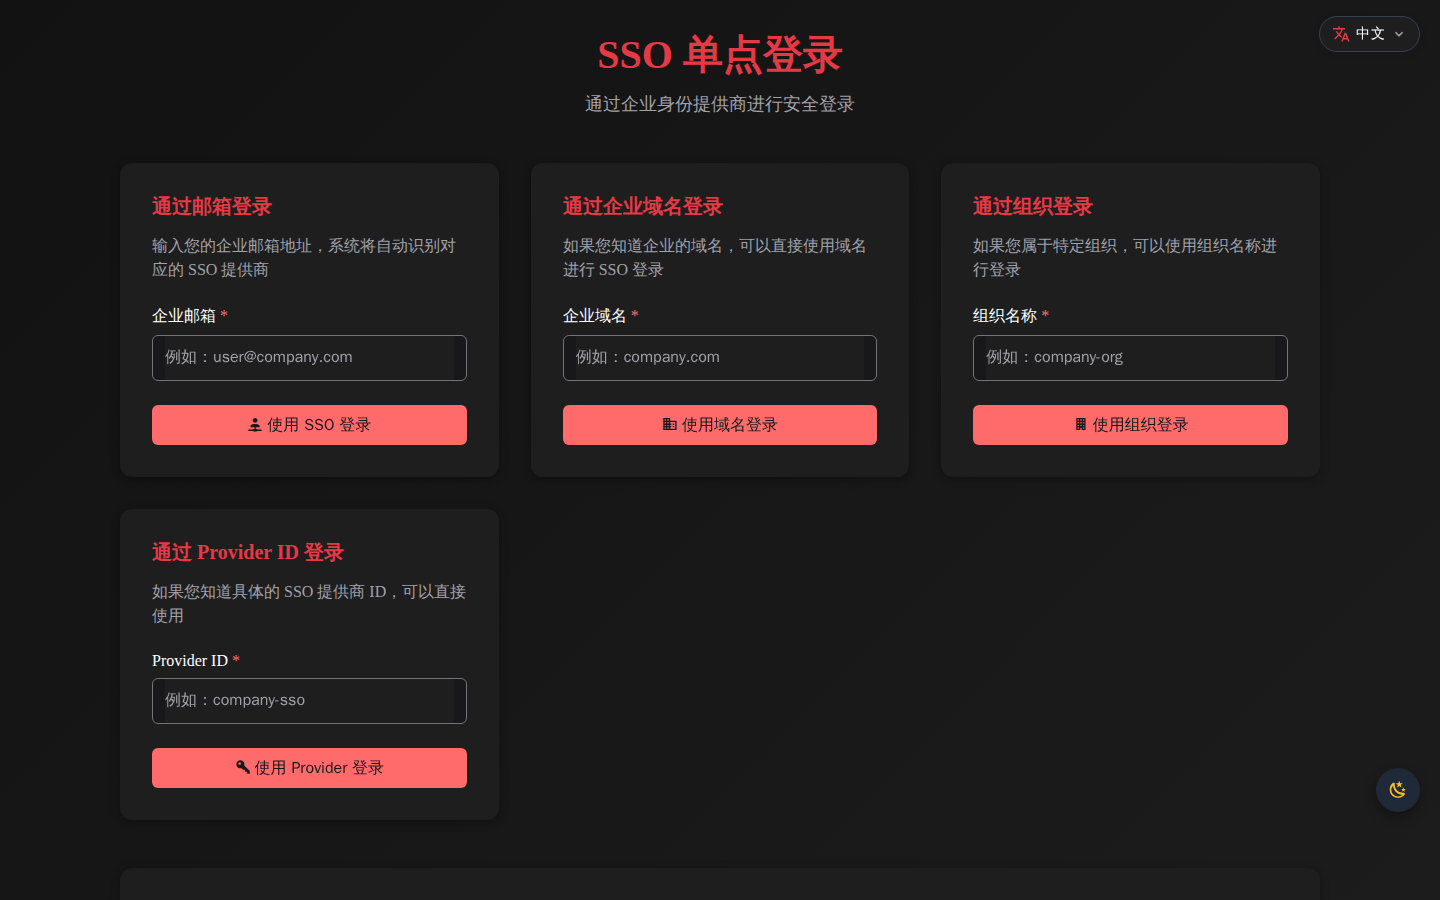 中文
SSO 单点登录
通过企业身份提供商进行安全登录
通过邮箱登录
输入您的企业邮箱地址，系统将自动识别对
应的 SSO 提供商
企业邮箱 *
例如：user@company.com
使用 SSO 登录
通过企业域名登录
如果您知道企业的域名，可以直接使用域名
进行 SSO 登录
企业域名 *
例如：company.com
使用域名登录
通过组织登录
如果您属于特定组织，可以使用组织名称进
行登录
组织名称 *
例如：company-org
使用组织登录
通过 Provider ID 登录
如果您知道具体的 SSO 提供商 ID，可以直接
使用
Provider ID *
例如：company-sso
使用 Provider 登录